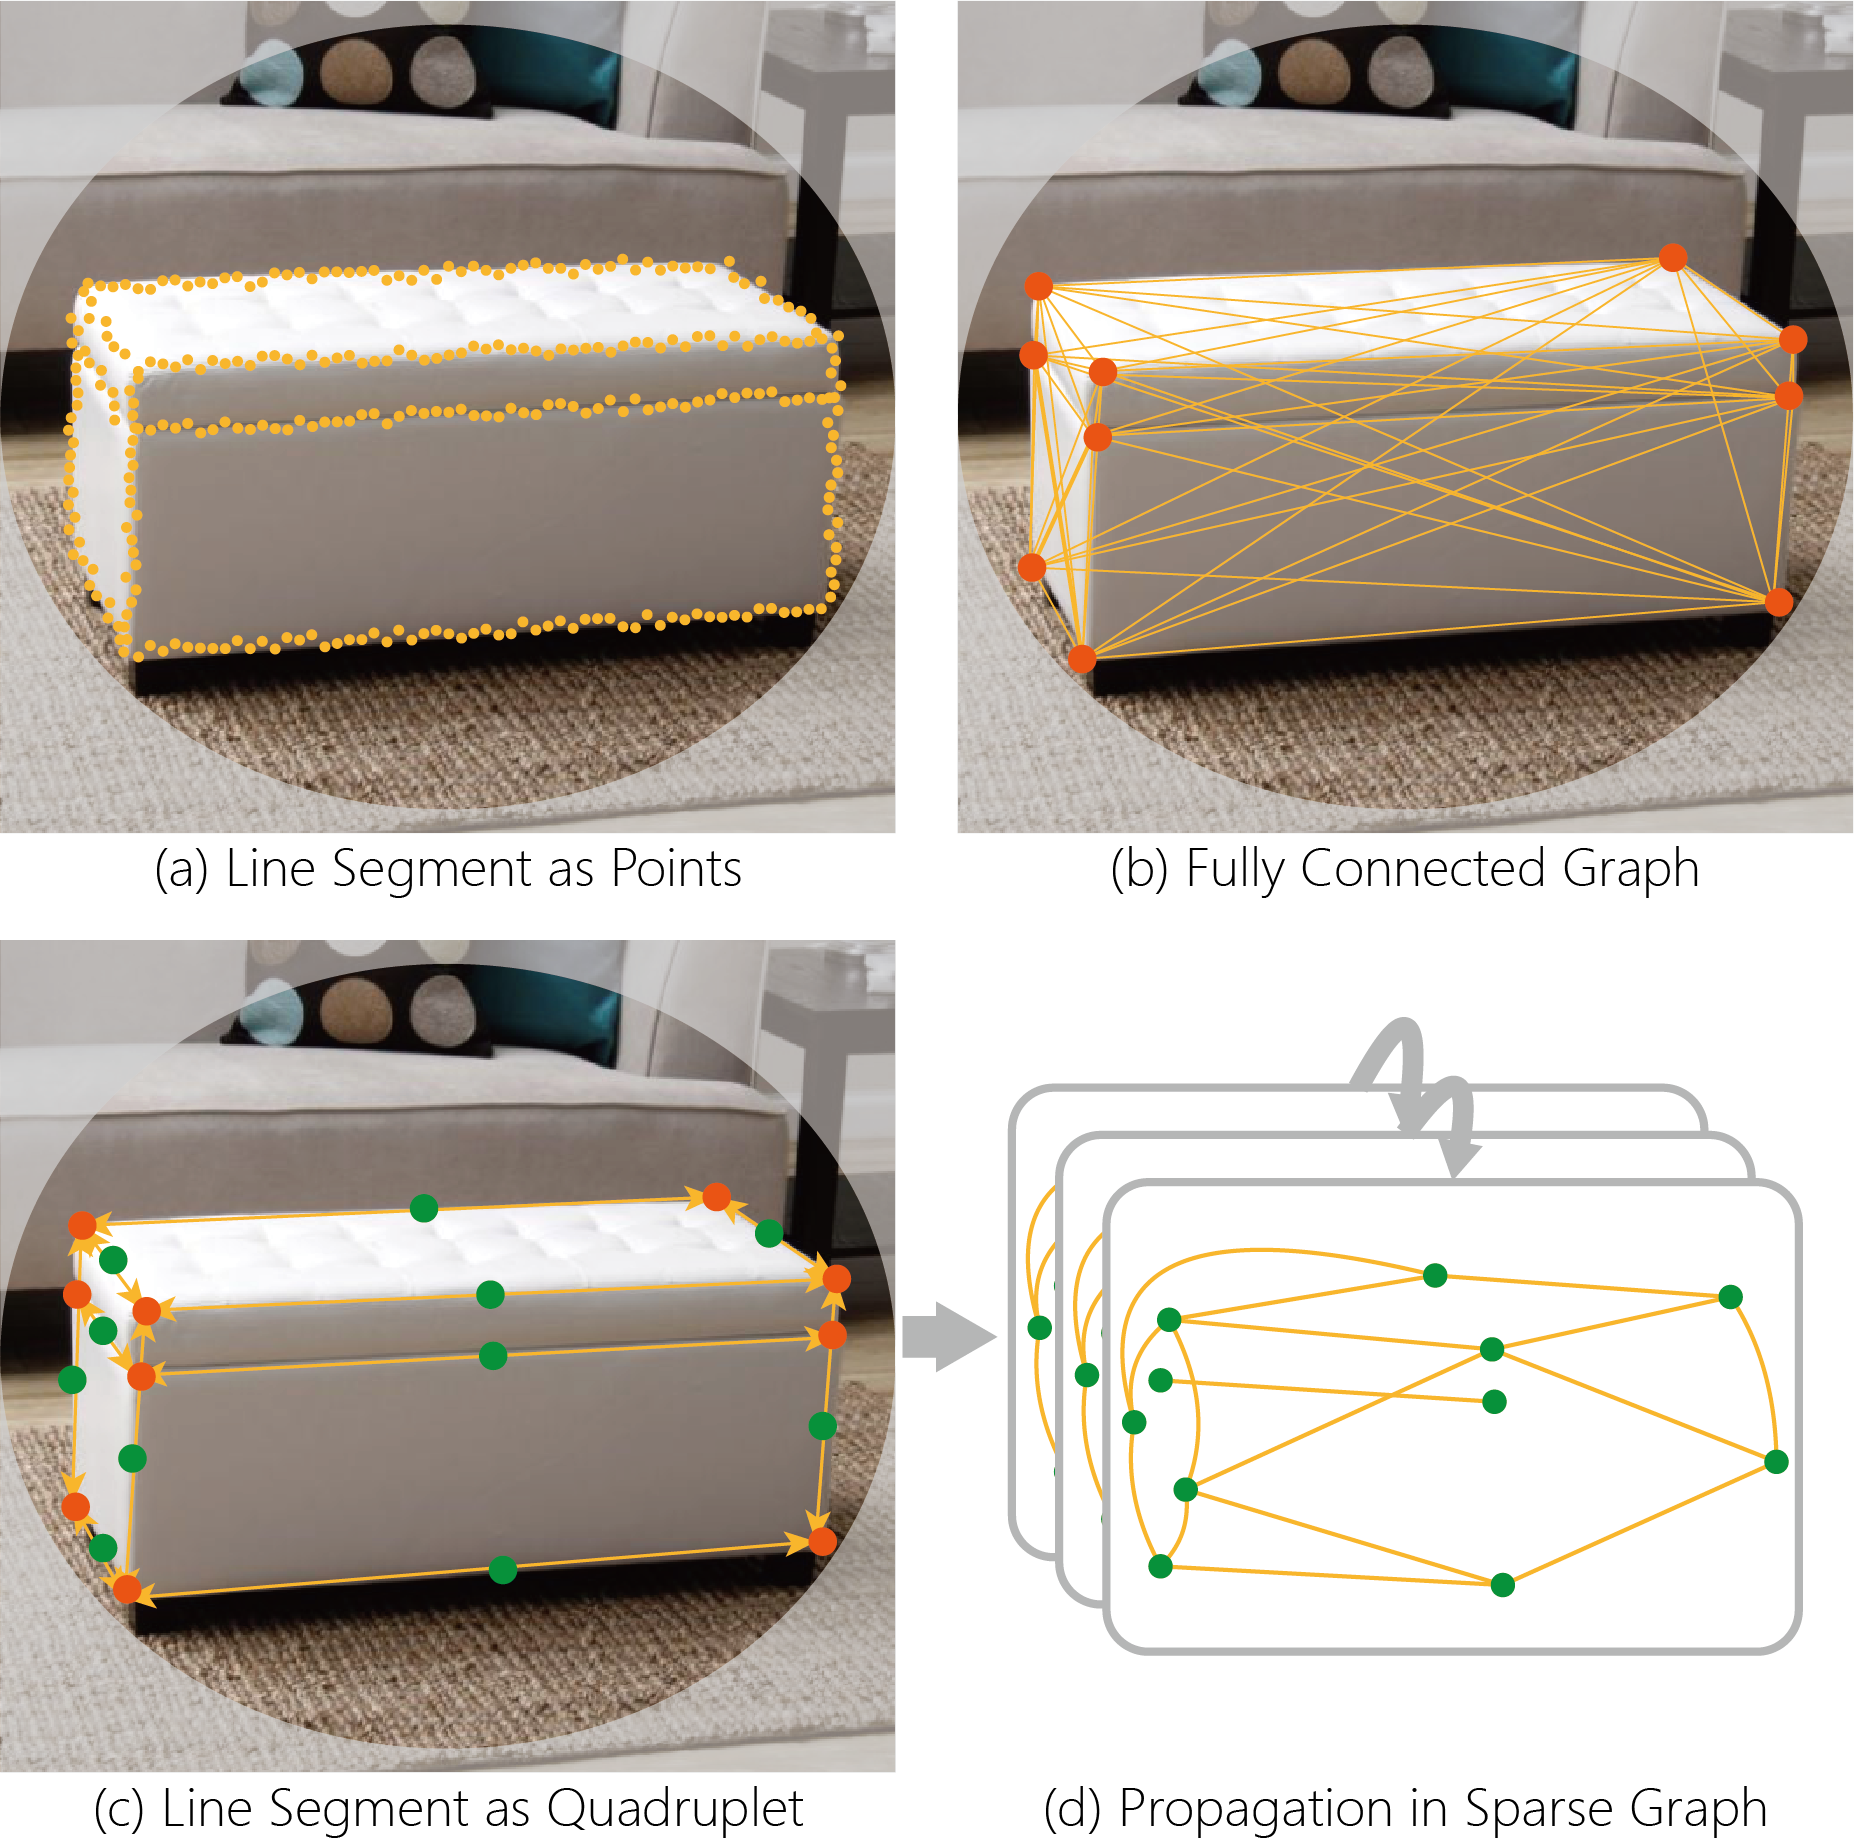 (a) Line Segment as Points
(b) Fully Connected Graph
(c) Line Segment as Quadruplet
(d) Propagation in Sparse Graph